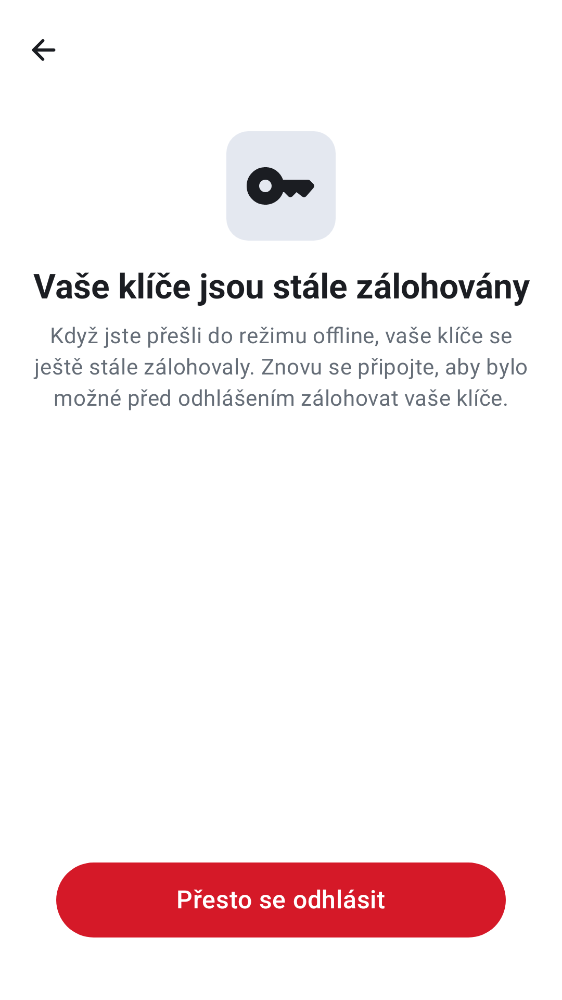 Vaše klíče jsou stále zálohovány
Když jste přešli do režimu offline, vaše klíče se
ještě stále zálohovaly. Znovu se připojte, aby bylo
možné před odhlášením zálohovat vaše klíče.
Přesto se odhlásit